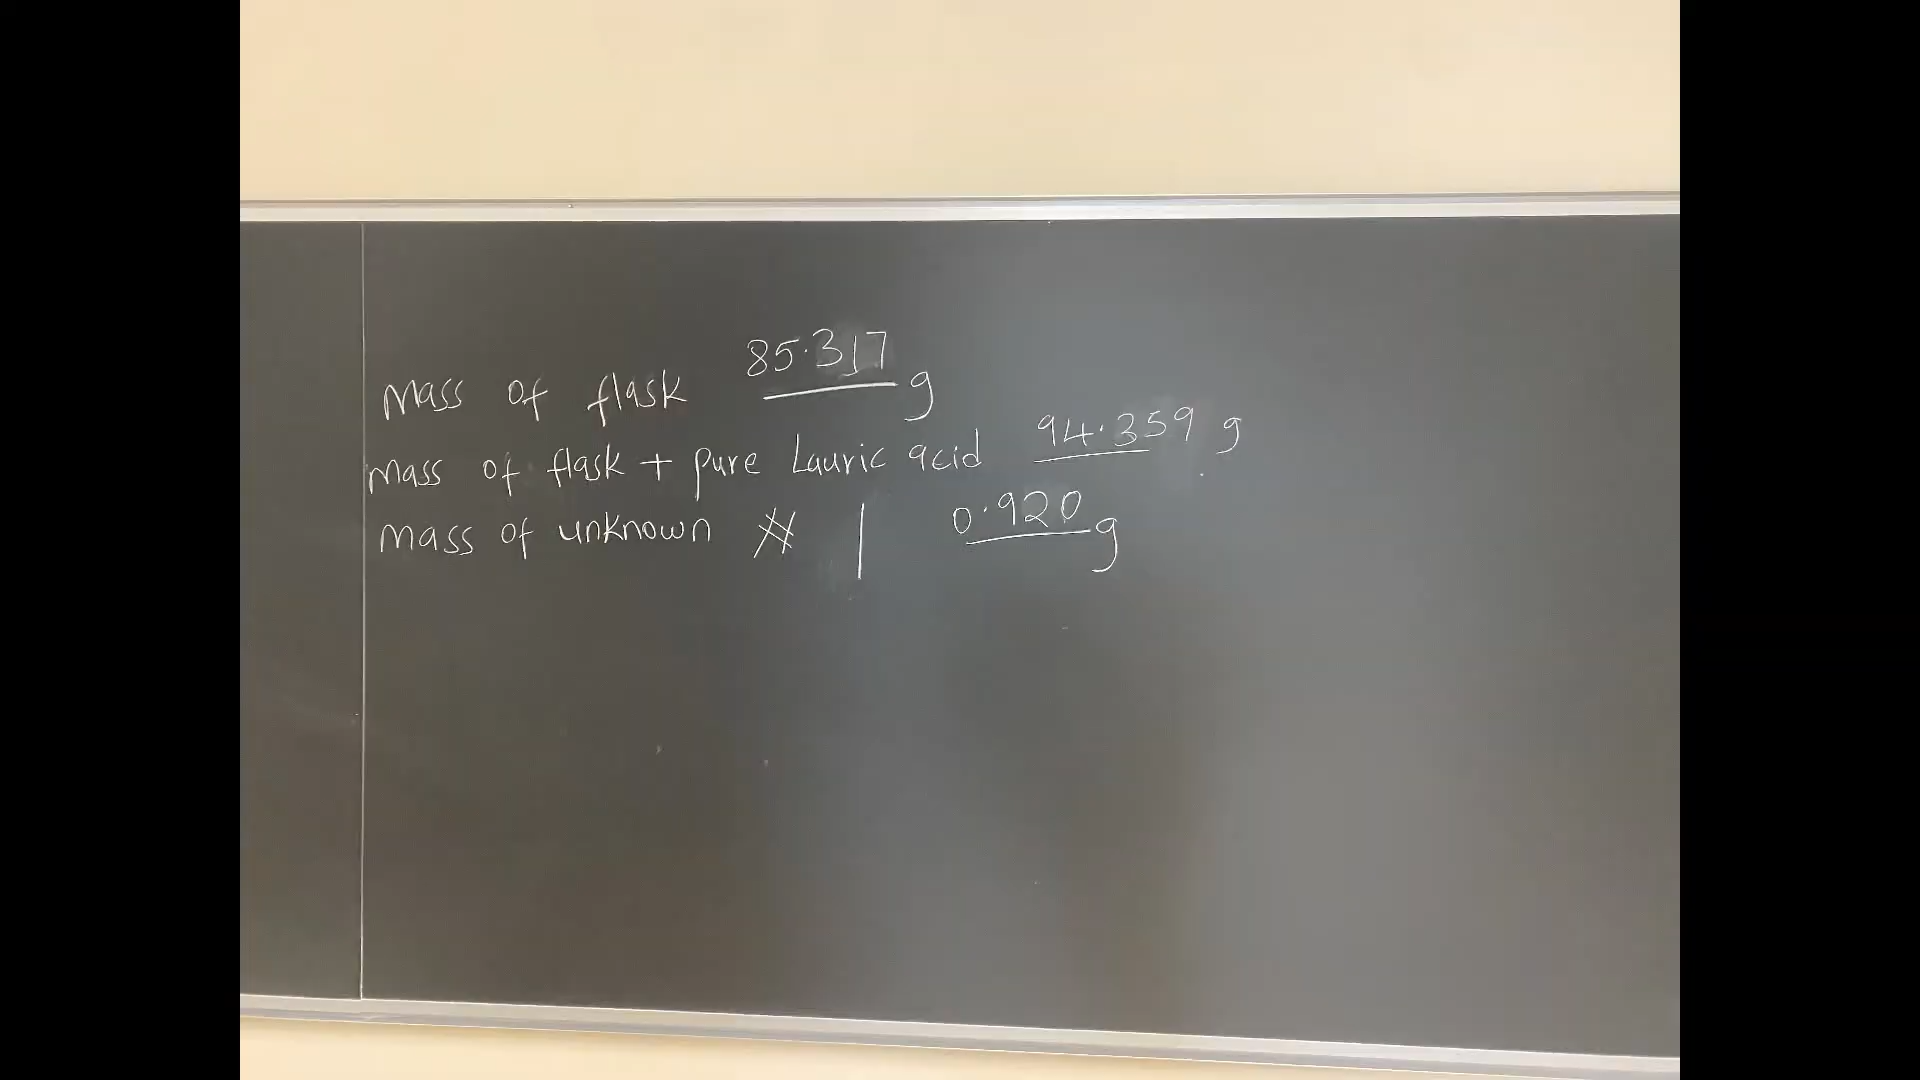 Mass of flask 85.317 g
Mass of flask + pure Lauric acid 94.359 g
Mass of unknown # 1 0.920 g